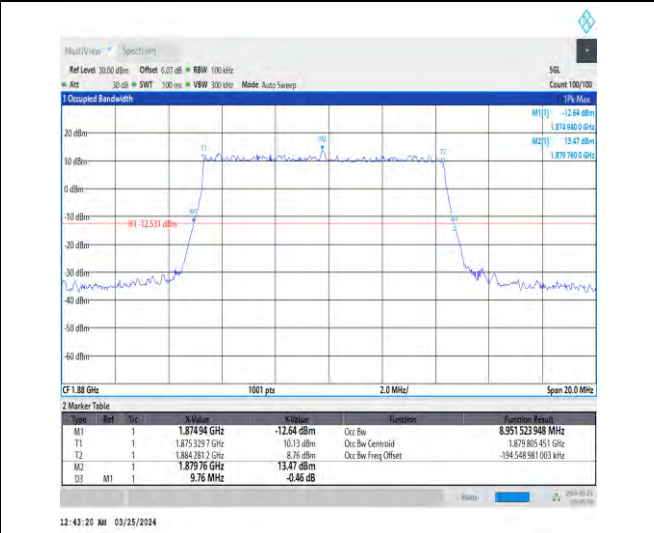 MultiView Spectrum
Ref Level 30.00 dBm Offset 6.07 dB RBW 100 kHz SGL
Att 30 dB SWT 100 ms VBW 300 kHz Mode Auto Sweep Count 100/100
1 Occupied Bandwidth 1Pk Max
M1[1] -12.64 dBm
1.874 940 0 GHz
M2[1] 13.47 dBm
1.879 760 0 GHz
20 dBm
T1 M2 T2
10 dBm
0 dBm
-10 dBm
M1
H1 -12.531 dBm
-20 dBm
-30 dBm
-40 dBm
-50 dBm
-60 dBm
CF 1.88 GHz 1001 pts 2.0 MHz/ Span 20.0 MHz
2 Marker Table
Type Ref Trc X-Value Y-Value Function Function Result
M1 1 1.874 94 GHz -12.64 dBm Occ Bw 8.951 523 948 MHz
T1 1 1.875 329 7 GHz 10.13 dBm Occ Bw Centroid 1.879 805 451 GHz
T2 1 1.884 281 2 GHz 8.76 dBm Occ Bw Freq Offset -194.548 981 003 kHz
M2 1 1.879 76 GHz 13.47 dBm
D3 M1 1 9.76 MHz -0.46 dB
Ready
12:43:20 AM 03/25/2024